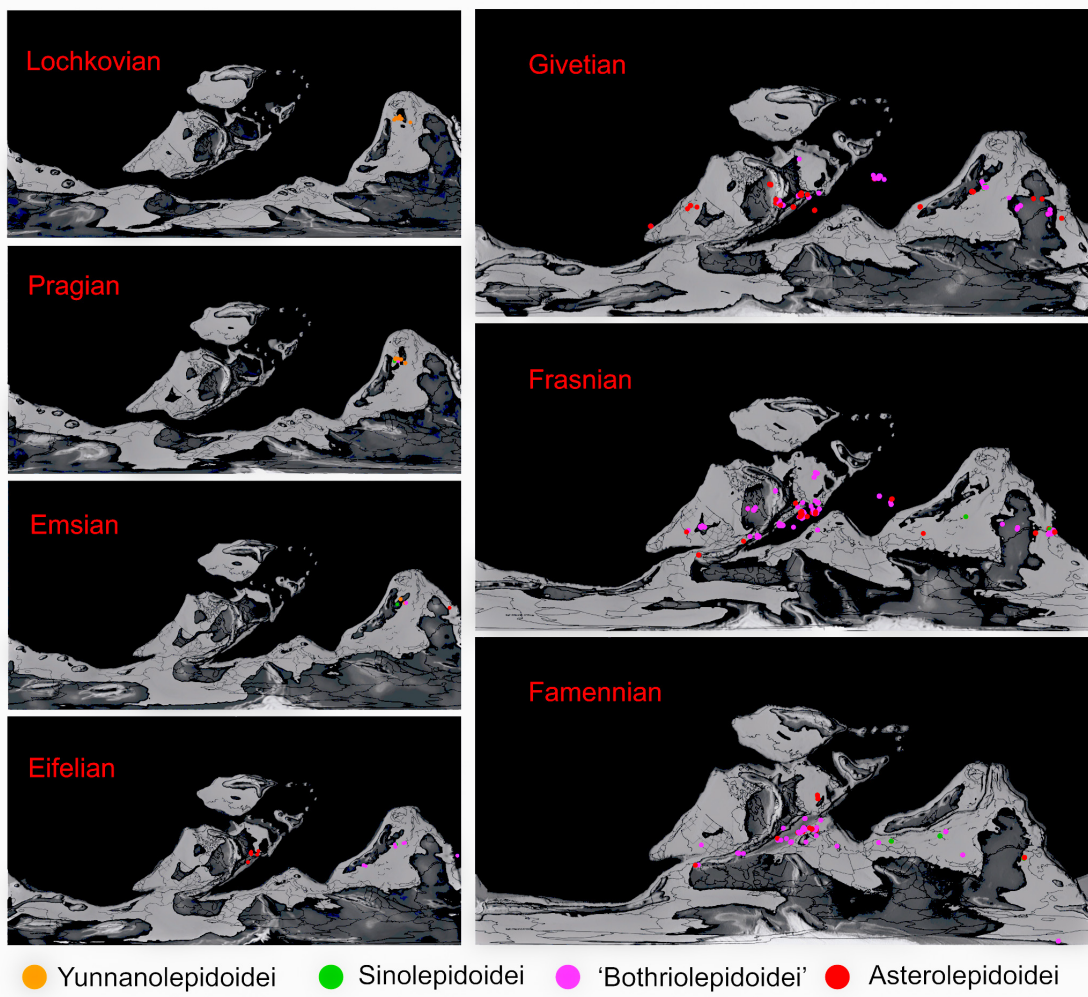 Lochkovian
Pragian
Emsian
Eifelian
Givetian
Frasnian
Famennian
Yunnanolepidoidei
Sinolepidoidei
‘Bothriolepidoidei’
Asterolepidoidei